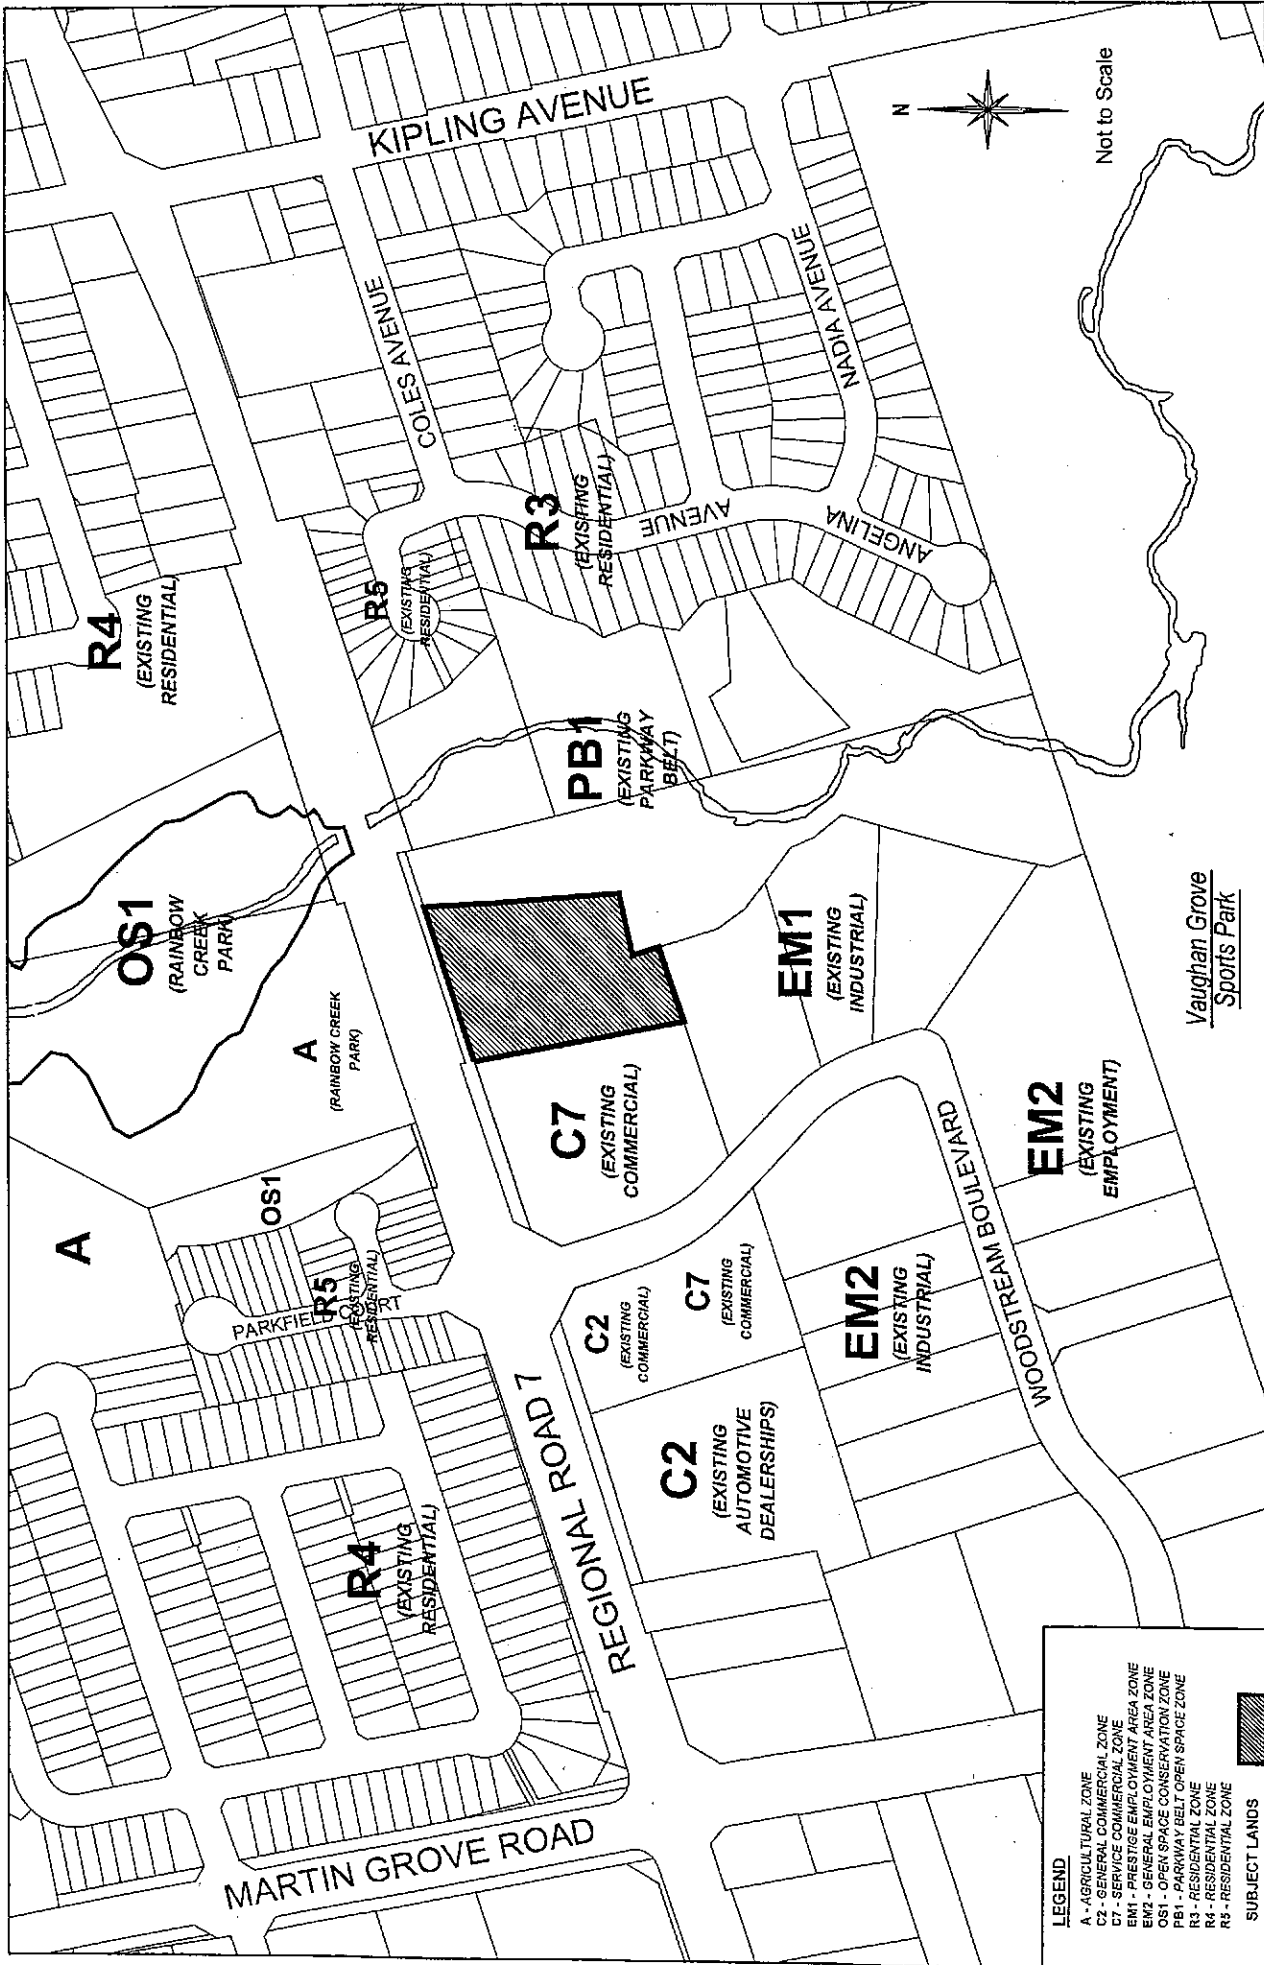 KIPLING AVENUE
N
Not to Scale
COLES AVENUE
NADIA AVENUE
R4
(EXISTING
RESIDENTIAL)
R5
(EXISTING
RESIDENTIAL)
R3
(EXISTING
RESIDENTIAL)
AVENUE
ANGELINA
OS1
(RAINBOW
CREEK
PARK)
PB1
(EXISTING
PARKWAY
BELT)
A
(RAINBOW CREEK
PARK)
EM1
(EXISTING
INDUSTRIAL)
Vaughan Grove
Sports Park
A
OS1
C7
(EXISTING
COMMERCIAL)
EM2
(EXISTING
EMPLOYMENT)
R5
(EXISTING
RESIDENTIAL)
PARKFIELD COURT
C2
(EXISTING
COMMERCIAL)
C7
(EXISTING
COMMERCIAL)
EM2
(EXISTING
INDUSTRIAL)
WOODSTREAM BOULEVARD
R4
(EXISTING
RESIDENTIAL)
REGIONAL ROAD 7
C2
(EXISTING
AUTOMOTIVE
DEALERSHIPS)
MARTIN GROVE ROAD
LEGEND
A - AGRICULTURAL ZONE
C2 - GENERAL COMMERCIAL ZONE
C7 - SERVICE COMMERCIAL ZONE
EM1 - PRESTIGE EMPLOYMENT AREA ZONE
EM2 - GENERAL EMPLOYMENT AREA ZONE
OS1 - OPEN SPACE CONSERVATION ZONE
PB1 - PARKWAY BELT OPEN SPACE ZONE
R3 - RESIDENTIAL ZONE
R4 - RESIDENTIAL ZONE
R5 - RESIDENTIAL ZONE
SUBJECT LANDS